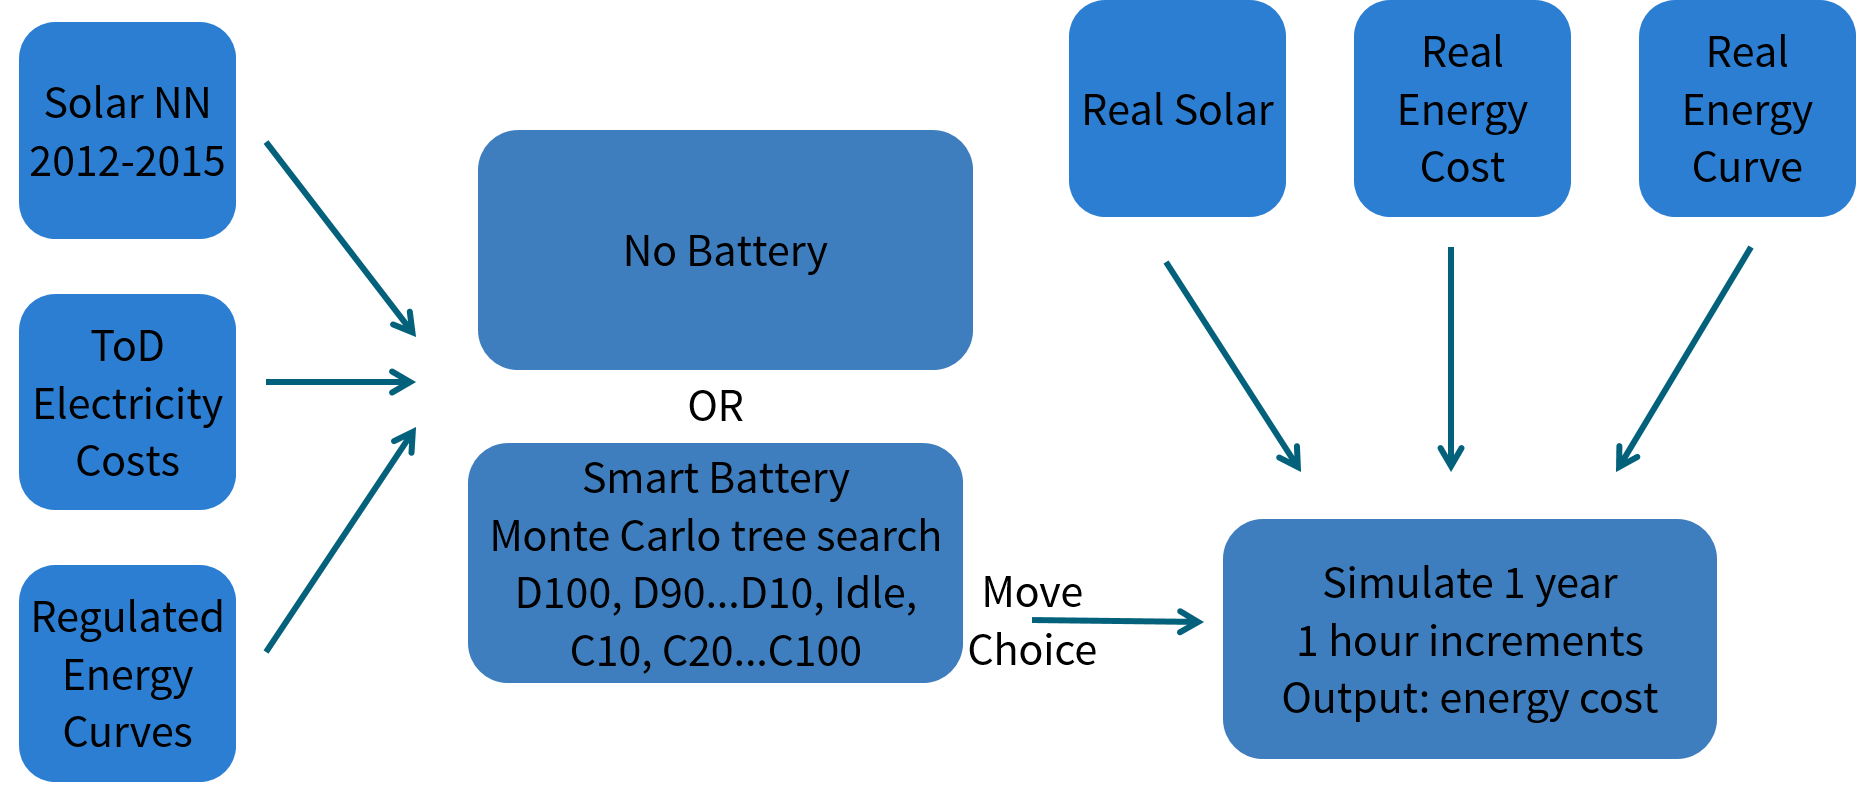 Solar NN
2012-2015
ToD
Electricity
Costs
Regulated
Energy
Curves
No Battery
OR
Smart Battery
Monte Carlo tree search
D100, D90...D10, Idle,
C10, C20...C100
Move
Choice
Real Solar
Real
Energy
Cost
Real
Energy
Curve
Simulate 1 year
1 hour increments
Output: energy cost